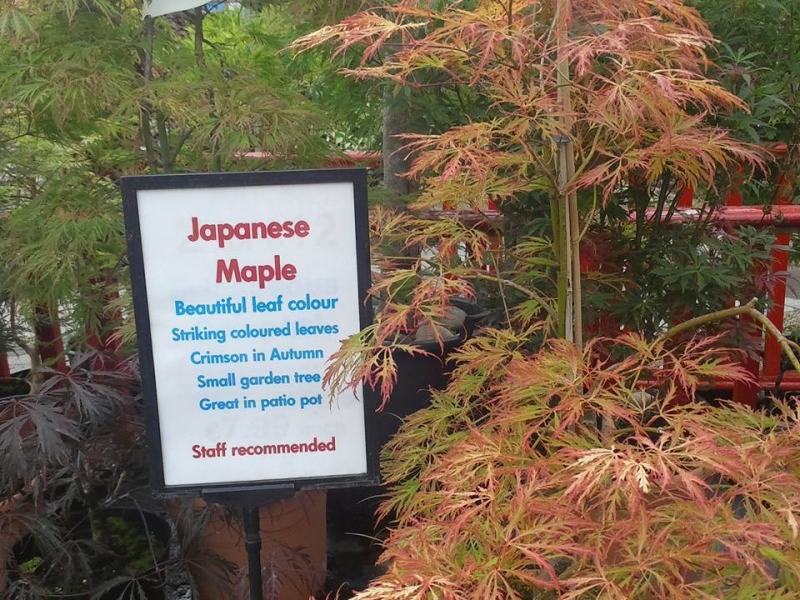 Japanese
Maple
Beautiful leaf colour
Striking coloured leaves
Crimson in Autumn
Small garden tree
Great in patio pot
Staff recommended